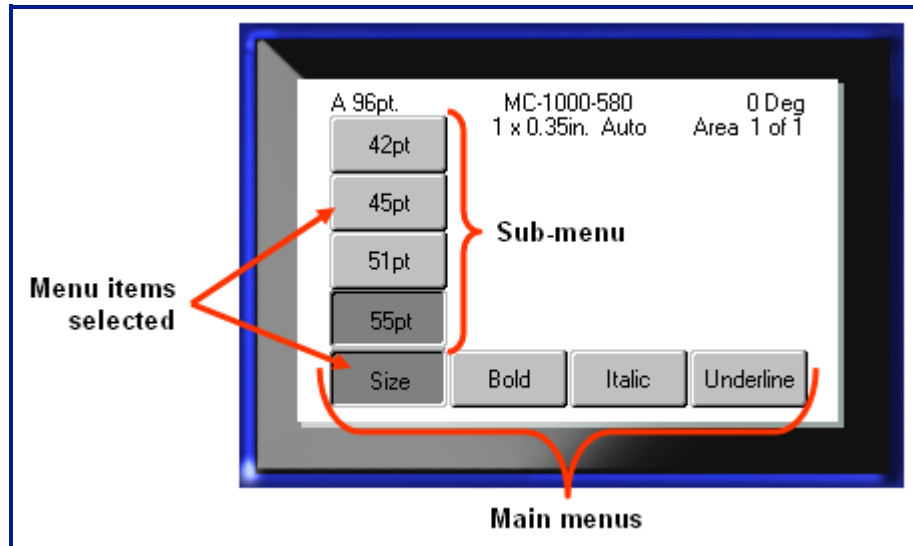 A 96pt. MC-1000-580 0 Deg
1 x 0.35in. Auto Area 1 of 1
42pt
45pt
Sub-menu
51pt
Menu items
selected
55pt
Size Bold Italic Underline
Main menus